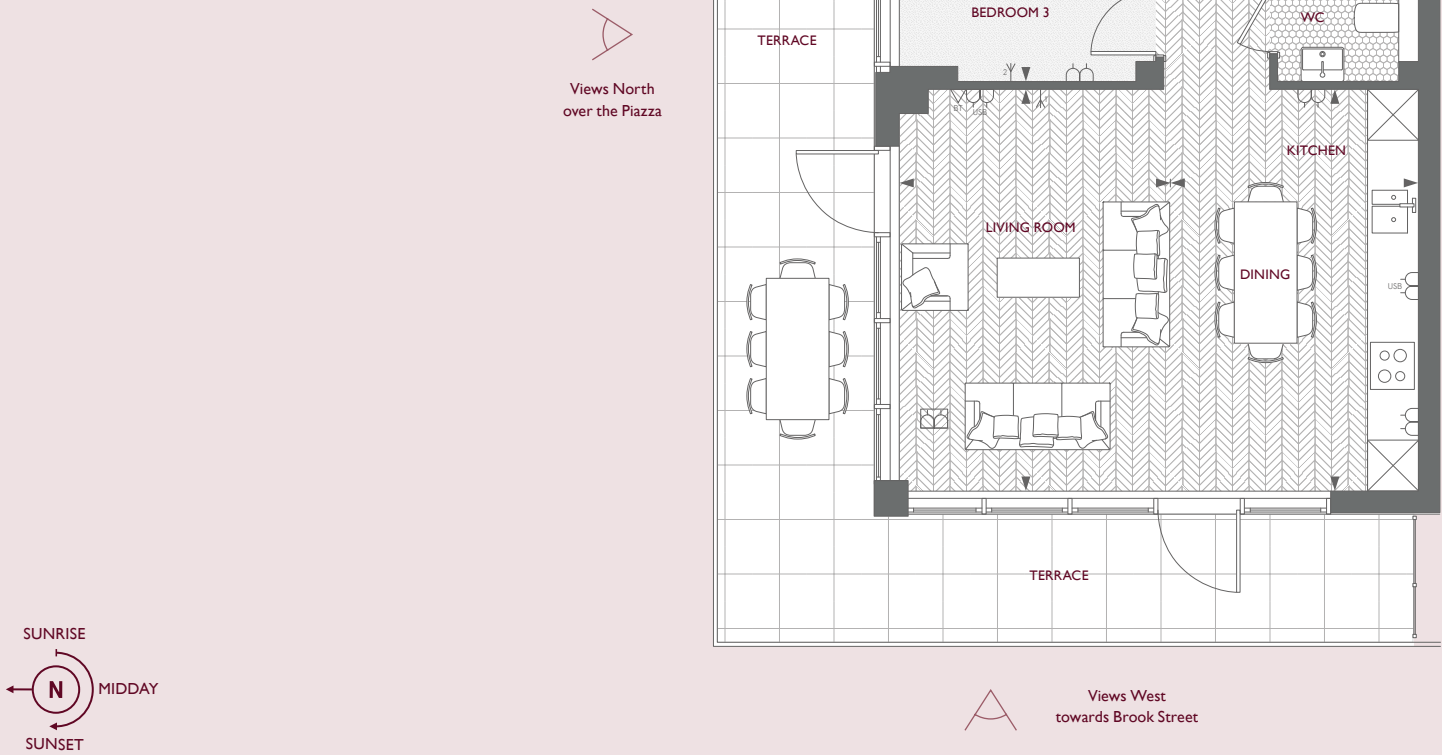 BEDROOM 3
WC
TERRACE
2
Views North
over the Piazza
BT
USB
KITCHEN
LIVING ROOM
DINING
USB
TERRACE
SUNRISE
N
MIDDAY
SUNSET
Views West
towards Brook Street